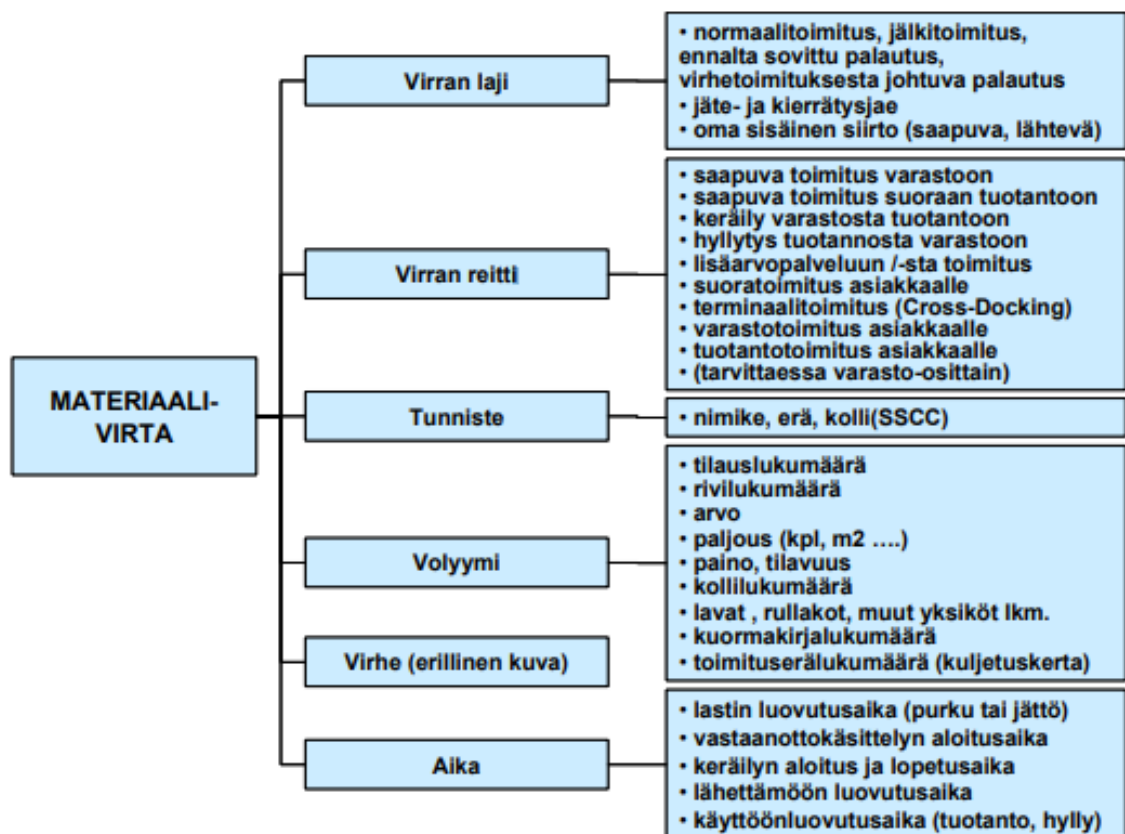 MATERIAALI-
VIRTA
Virran laji
• normaalitoimitus, jälkitoimitus,
ennalta sovittu palautus,
virhetoimituksesta johtuva palautus
• jäte- ja kierrätysjae
• oma sisäinen siirto (saapuva, lähtevä)
Virran reitti
• saapuva toimitus varastoon
• saapuva toimitus suoraan tuotantoon
• keräily varastosta tuotantoon
• hyllytys tuotannosta varastoon
• lisäarvopalveluun /-sta toimitus
• suoratoimitus asiakkaalle
• terminaalitoimitus (Cross-Docking)
• varastotoimitus asiakkaalle
• tuotantotoimitus asiakkaalle
• (tarvittaessa varasto-osittain)
Tunniste
• nimike, erä, kolli(SSCC)
Volyymi
• tilauslukumäärä
• rivilukumäärä
• arvo
• paljous (kpl, m2 ....)
• paino, tilavuus
• kollilukumäärä
• lavat , rullakot, muut yksiköt lkm.
• kuormakirjalukumäärä
• toimituserälukumäärä (kuljetuskerta)
Virhe (erillinen kuva)
Aika
• lastin luovutusaika (purku tai jättö)
• vastaanottokäsittelyn aloitusaika
• keräilyn aloitus ja lopetusaika
• lähettämöön luovutusaika
• käyttöönluovutusaika (tuotanto, hylly)